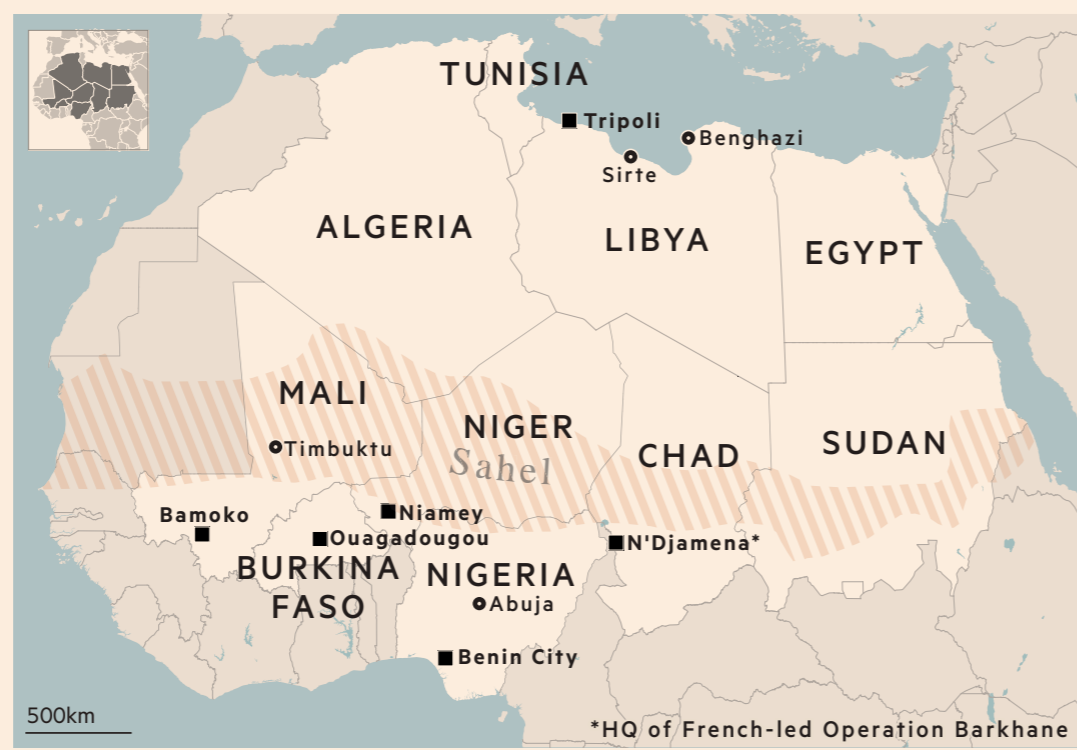 TUNISIA
Tripoli
Benghazi
Sirte
ALGERIA
LIBYA
EGYPT
MALI
NIGER
Timbuktu
Sahel
CHAD
SUDAN
Bamoko
Niamey
Ouagadougou
N'Djamena*
BURKINA
FASO
NIGERIA
Abuja
Benin City
500km
*HQ of French-led Operation Barkhane